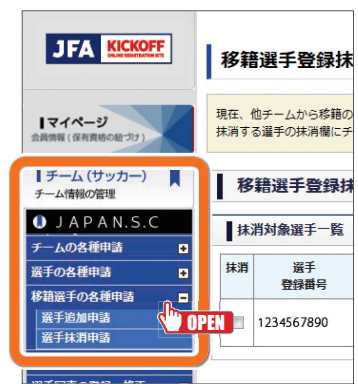 JFA KICKOFF
ONLINE REGISTRATION SITE
移籍選手登録抹
マイページ
会員情報（保有資格の紐づけ）
現在、他チームから移籍の
抹消する選手の抹消欄にチ
チーム（サッカー）
チーム情報の管理
JAPAN.S.C
チームの各種申請
選手の各種申請
移籍選手の各種申請
選手追加申請
選手抹消申請
OPEN
移籍選手登録抹
抹消対象選手一覧
抹消
選手
登録番号
1234567890